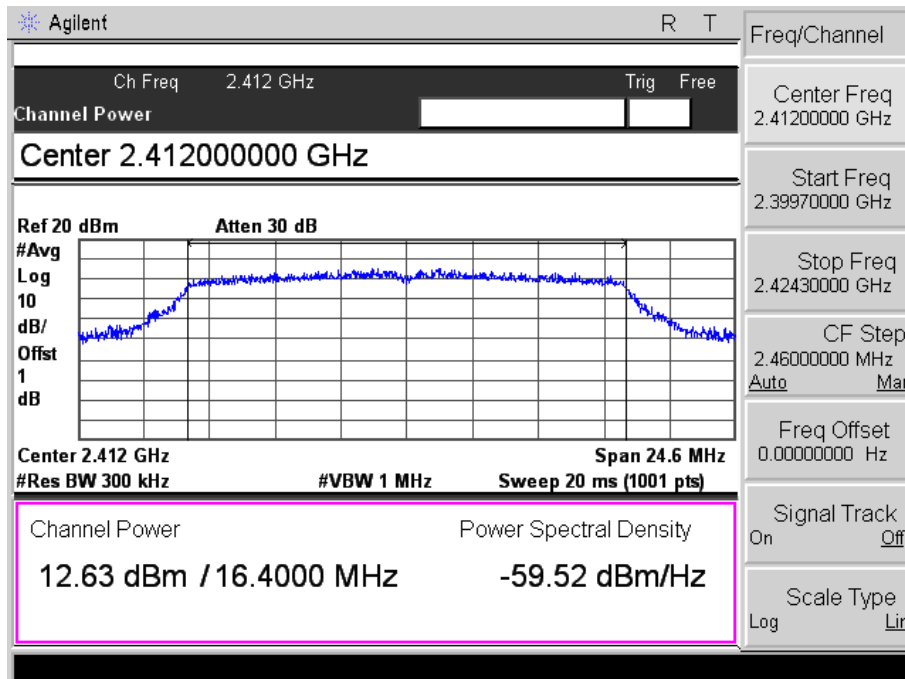 Agilent R T
Ch Freq 2.412 GHz Trig Free
Channel Power
Center 2.412000000 GHz
Ref 20 dBm Atten 30 dB
#Avg
Log
10
dB/
Offst
1
dB
Center 2.412 GHz Span 24.6 MHz
#Res BW 300 kHz #VBW 1 MHz Sweep 20 ms (1001 pts)
Channel Power Power Spectral Density
12.63 dBm / 16.4000 MHz -59.52 dBm/Hz
Freq/Channel
Center Freq
2.41200000 GHz
Start Freq
2.39970000 GHz
Stop Freq
2.42430000 GHz
CF Step
2.46000000 MHz
Auto Man
Freq Offset
0.00000000 Hz
Signal Track
On Off
Scale Type
Log Lin